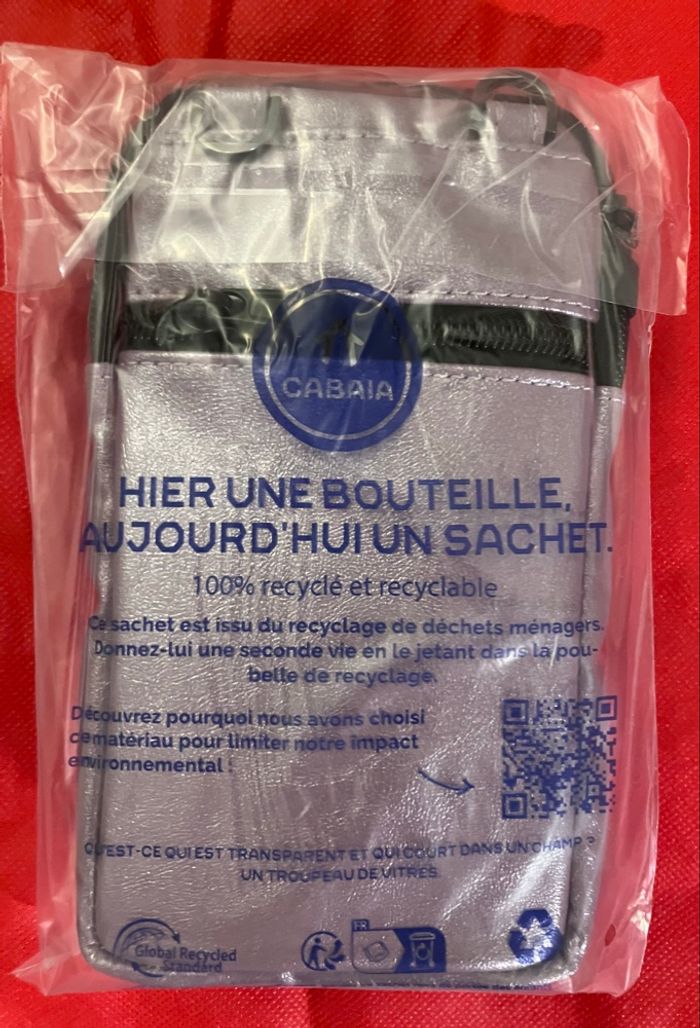 CABAIA
HIER UNE BOUTEILLE,
AUJOURD'HUI UN SACHET.
100% recyclé et recyclable
Ce sachet est issu du recyclage de déchets ménagers.
Donnez-lui une seconde vie en le jetant dans la pou-
belle de recyclage.
Découvrez pourquoi nous avons choisi
ce matériau pour limiter notre impact
environnemental :
QU'EST-CE QUI EST TRANSPARENT ET QUI COURT DANS UN CHAMP ?
UN TROUPEAU DE VITRES
FR
Global Recycled
Standard